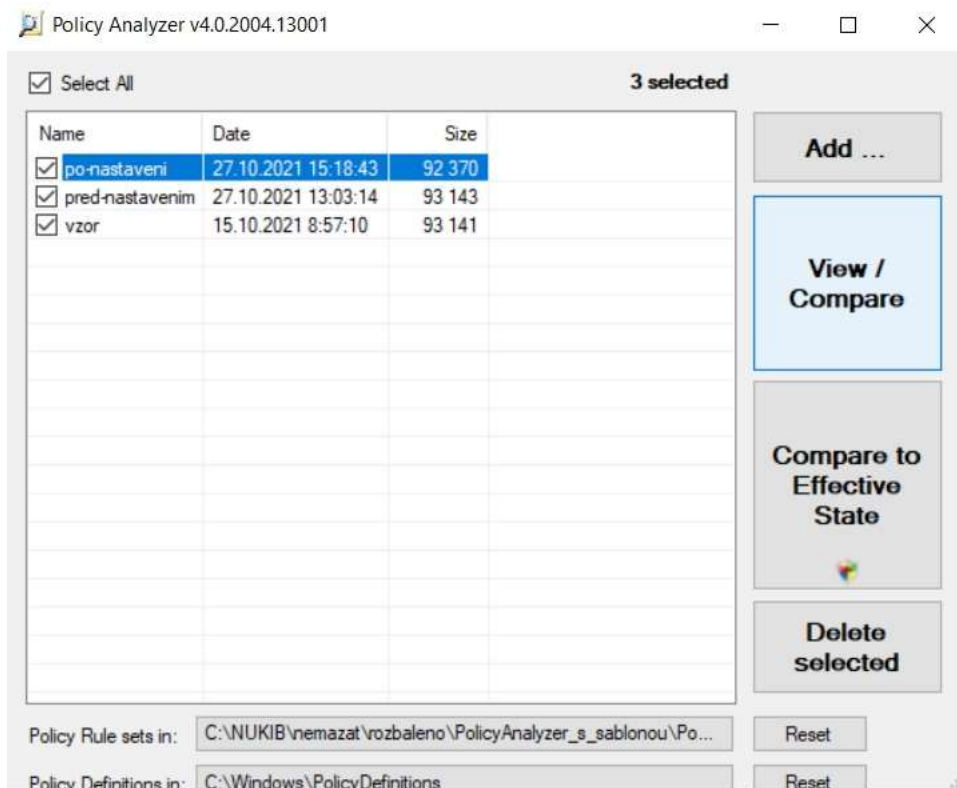 Policy Analyzer v4.0.2004.13001
Select All 3 selected
Name Date Size
po-nastaveni 27.10.2021 15:18:43 92 370
pred-nastavenim 27.10.2021 13:03:14 93 143
vzor 15.10.2021 8:57:10 93 141
Add ...
View /
Compare
Compare to
Effective
State
Delete
selected
Policy Rule sets in: C:\NUKIB\nemazat\rozbaleno\PolicyAnalyzer_s_sablonou\Po... Reset
Policy Definitions in: C:\Windows\PolicyDefinitions Reset